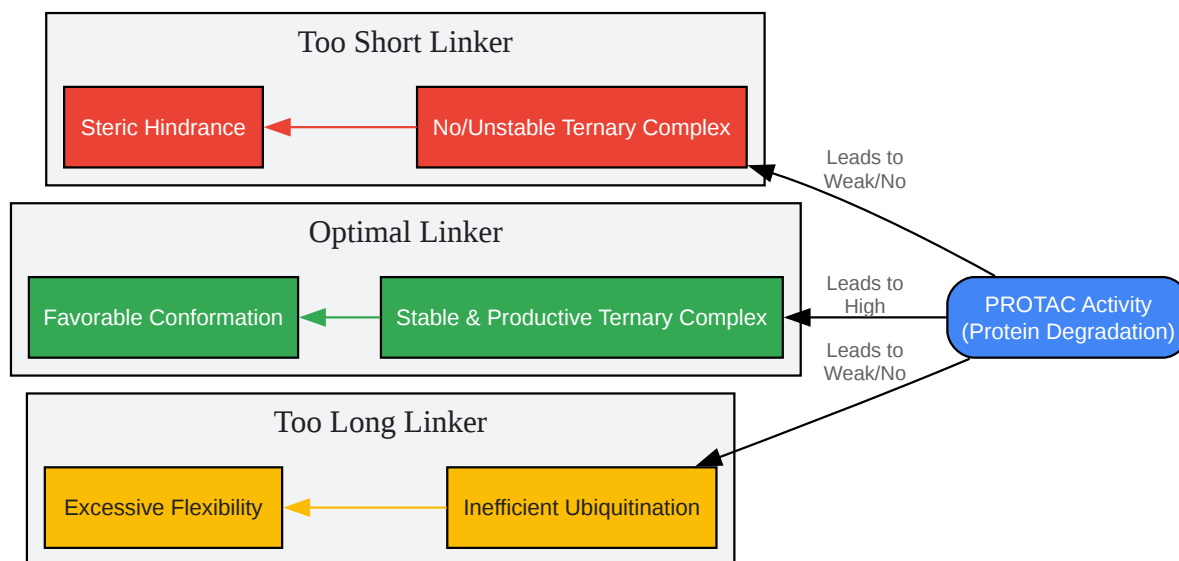 Too Short Linker
Steric Hindrance
No/Unstable Ternary Complex
Leads to
Weak/No
Optimal Linker
Favorable Conformation
Stable & Productive Ternary Complex
Leads to
High
PROTAC Activity
(Protein Degradation)
Leads to
Weak/No
Too Long Linker
Excessive Flexibility
Inefficient Ubiquitination